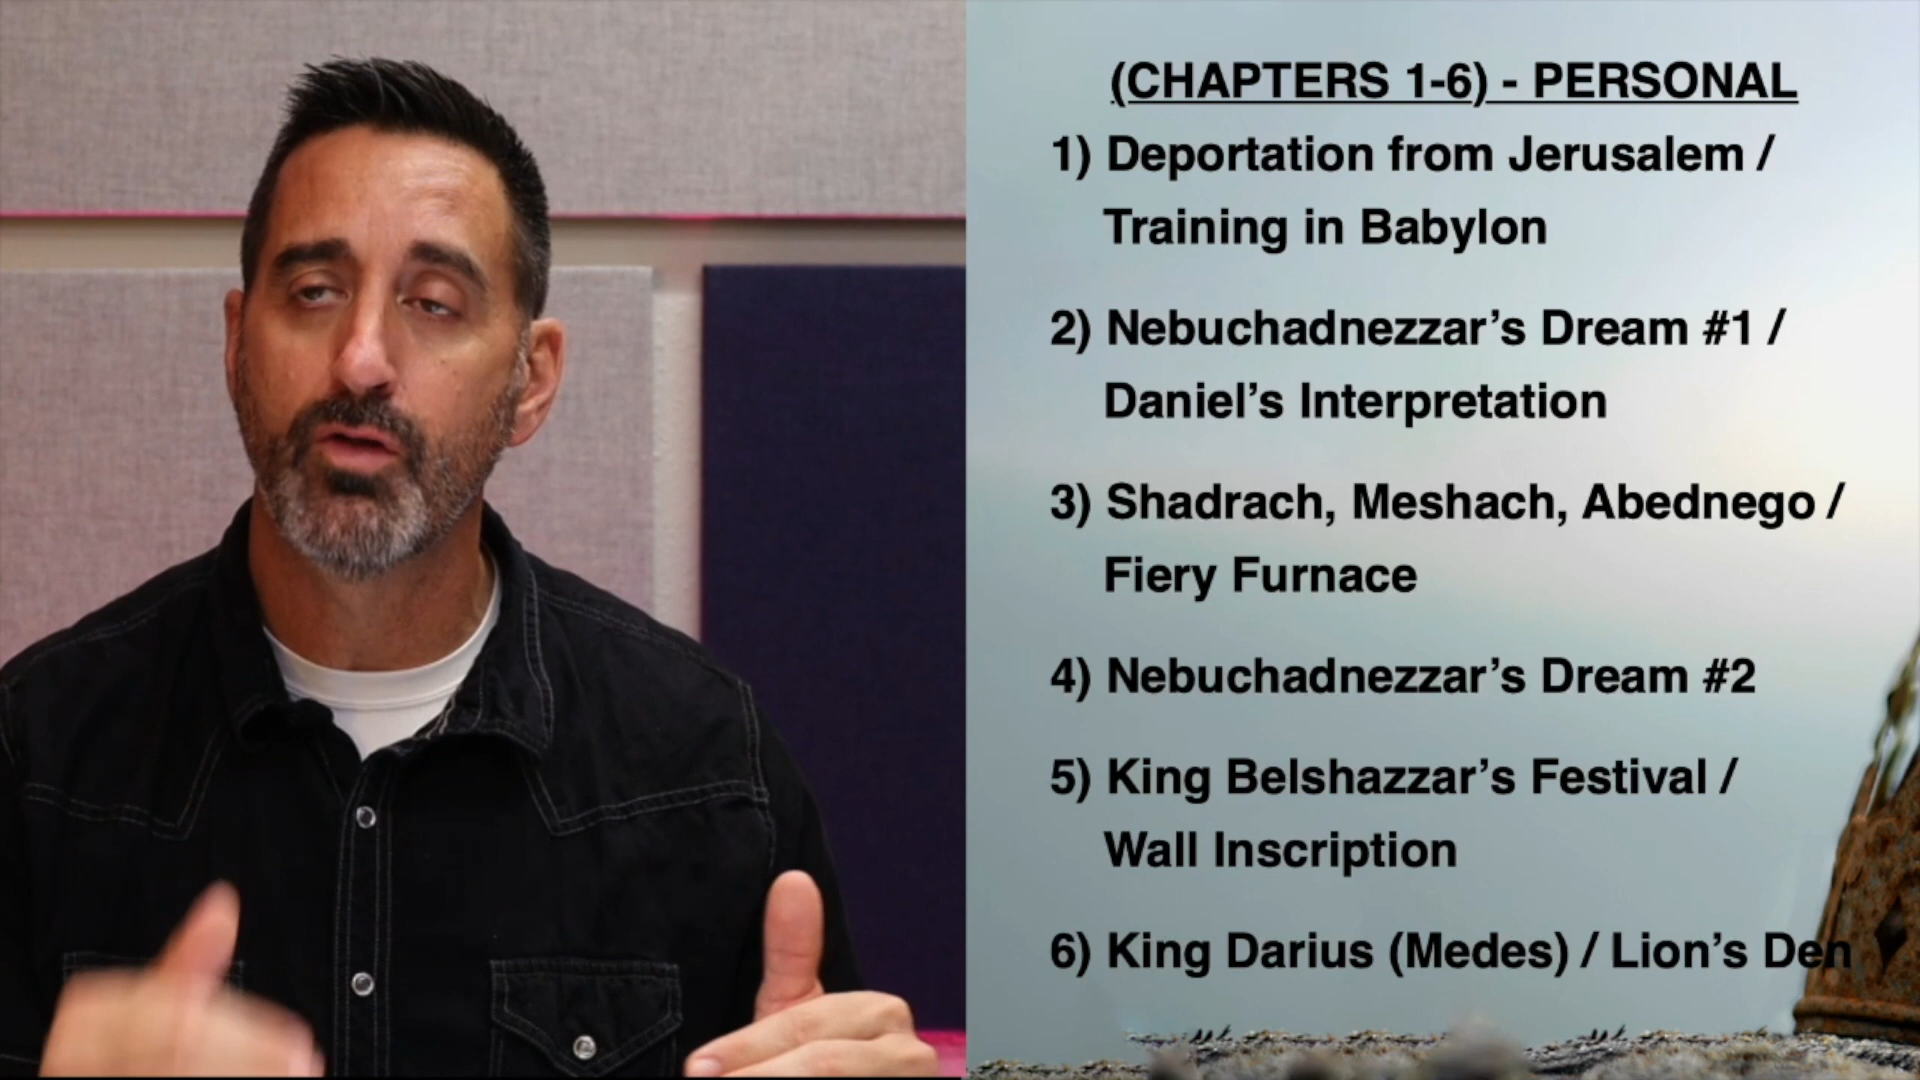 (CHAPTERS 1-6) - PERSONAL
1) Deportation from Jerusalem /
Training in Babylon
2) Nebuchadnezzar’s Dream #1 /
Daniel’s Interpretation
3) Shadrach, Meshach, Abednego /
Fiery Furnace
4) Nebuchadnezzar’s Dream #2
5) King Belshazzar’s Festival /
Wall Inscription
6) King Darius (Medes) / Lion’s Den